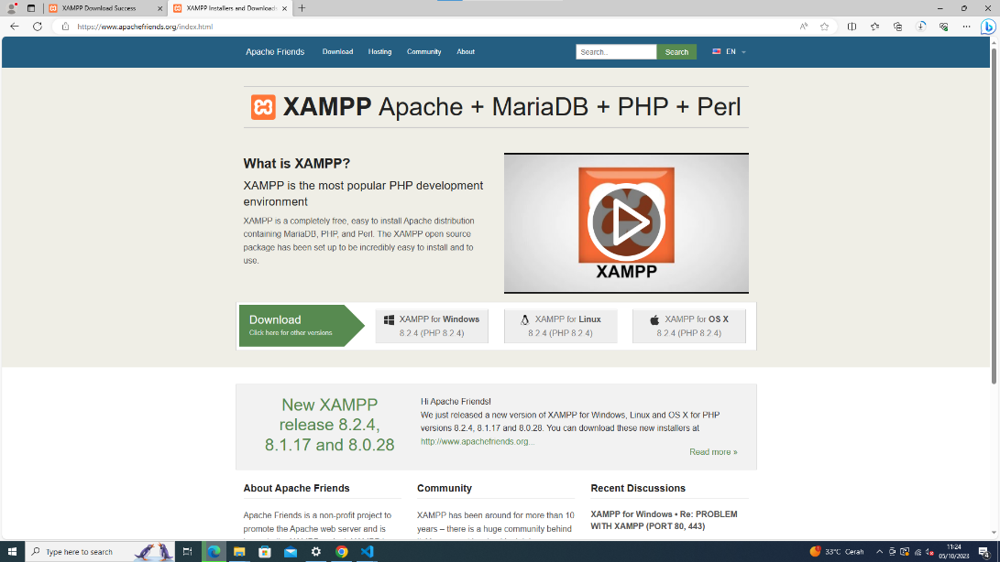 XAMPP Download Success
XAMPP Installers and Download
https://www.apachefriends.org/index.html
Apache Friends
Download
Hosting
Community
About
Search..
Search
EN
XAMPP Apache + MariaDB + PHP + Perl
What is XAMPP?
XAMPP is the most popular PHP development
environment
XAMPP is a completely free, easy to install Apache distribution
containing MariaDB, PHP, and Perl. The XAMPP open source
package has been set up to be incredibly easy to install and to
use.
XAMPP
Download
Click here for other versions
XAMPP for Windows
8.2.4 (PHP 8.2.4)
XAMPP for Linux
8.2.4 (PHP 8.2.4)
XAMPP for OS X
8.2.4 (PHP 8.2.4)
New XAMPP
release 8.2.4,
8.1.17 and 8.0.28
Hi Apache Friends!
We just released a new version of XAMPP for Windows, Linux and OS X for PHP
versions 8.2.4, 8.1.17 and 8.0.28. You can download these new installers at
http://www.apachefriends.org...
Read more »
About Apache Friends
Apache Friends is a non-profit project to
promote the Apache web server and is
Community
XAMPP has been around for more than 10
years – there is a huge community behind
Recent Discussions
XAMPP for Windows • Re: PROBLEM
WITH XAMPP (PORT 80, 443)
Type here to search
33°C Cerah
11:24
05/10/2023